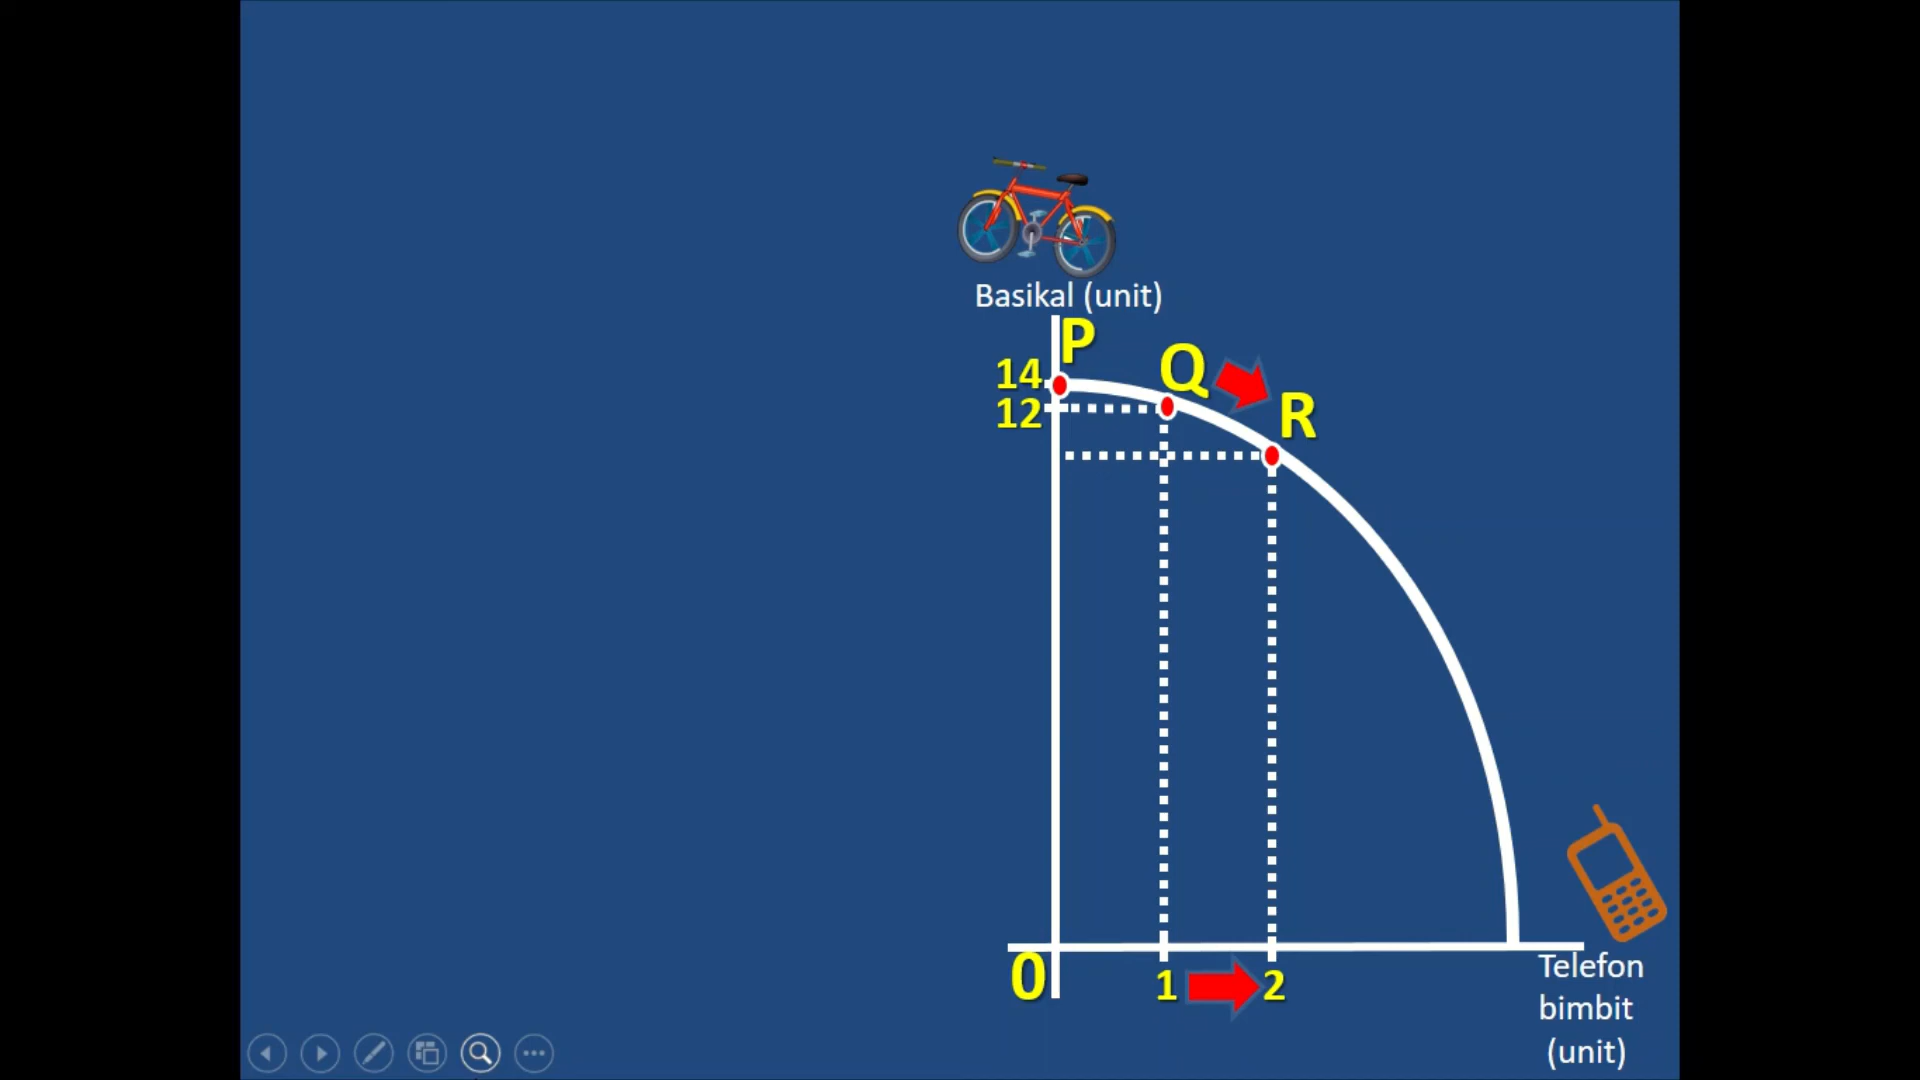 Basikal (unit)
P
14
Q
12
R
0
1
2
Telefon
bimbit
(unit)